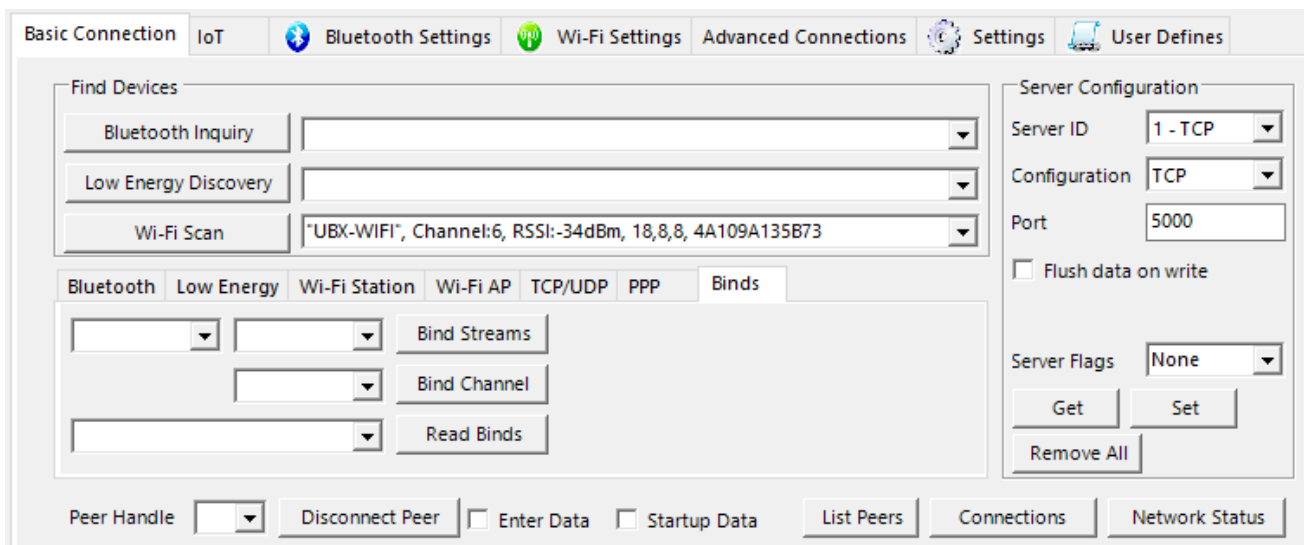 Basic Connection IoT Bluetooth Settings Wi-Fi Settings Advanced Connections Settings User Defines
Find Devices
Bluetooth Inquiry
Low Energy Discovery
Wi-Fi Scan "UBX-WIFI", Channel:6, RSSI:-34dBm, 18,8,8, 4A109A135B73
Bluetooth Low Energy Wi-Fi Station Wi-Fi AP TCP/UDP PPP Binds
Bind Streams
Bind Channel
Read Binds
Server Configuration
Server ID 1 - TCP
Configuration TCP
Port 5000
Flush data on write
Server Flags None
Get Set
Remove All
Peer Handle Disconnect Peer Enter Data Startup Data List Peers Connections Network Status